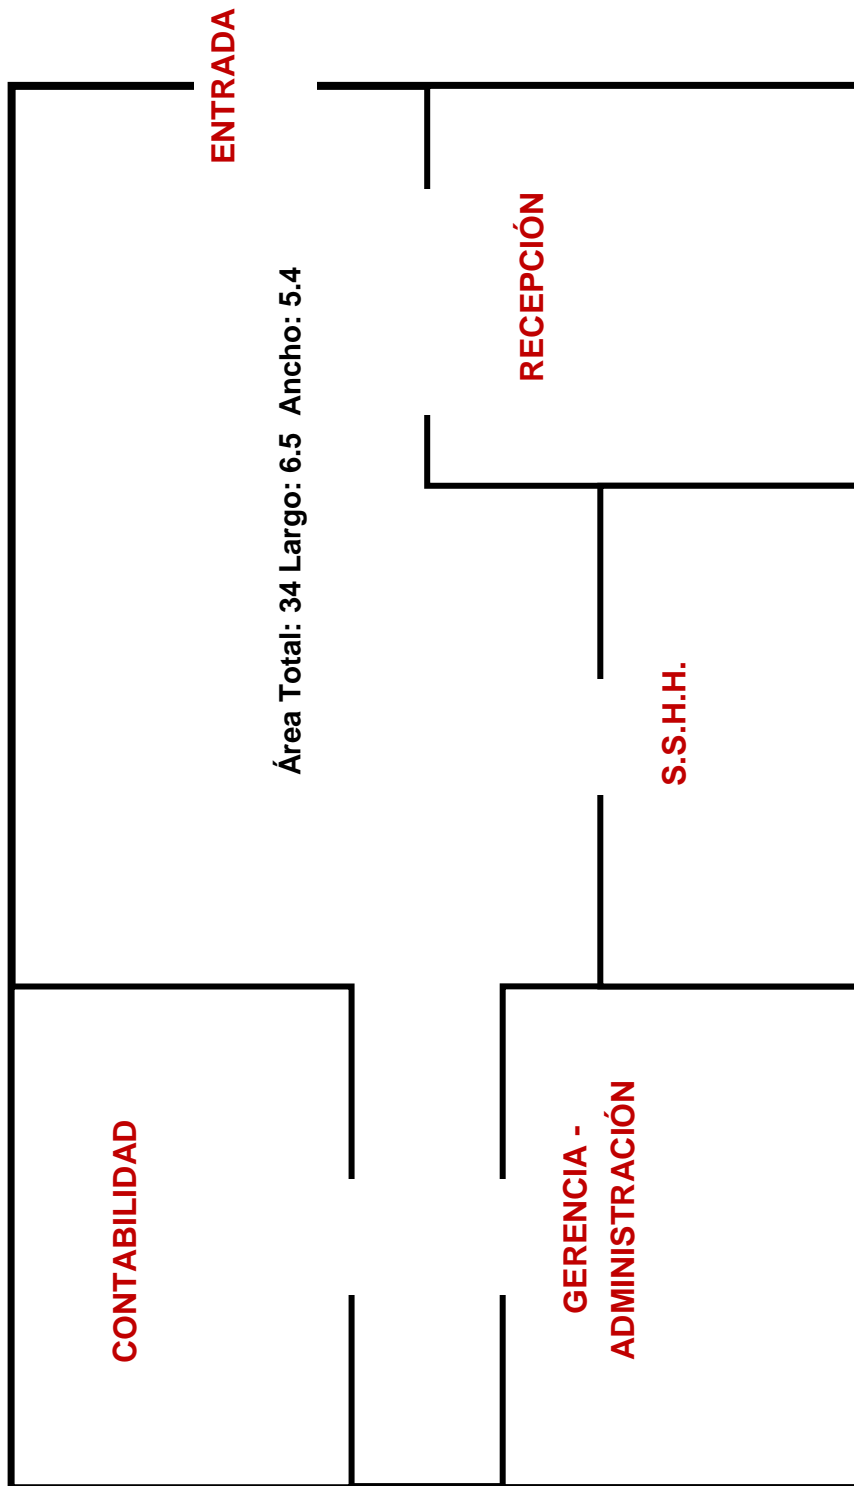 ENTRADA
RECEPCIÓN
Área Total: 34 Largo: 6.5  Ancho: 5.4
S.S.H.H.
CONTABILIDAD
GERENCIA -
ADMINISTRACIÓN